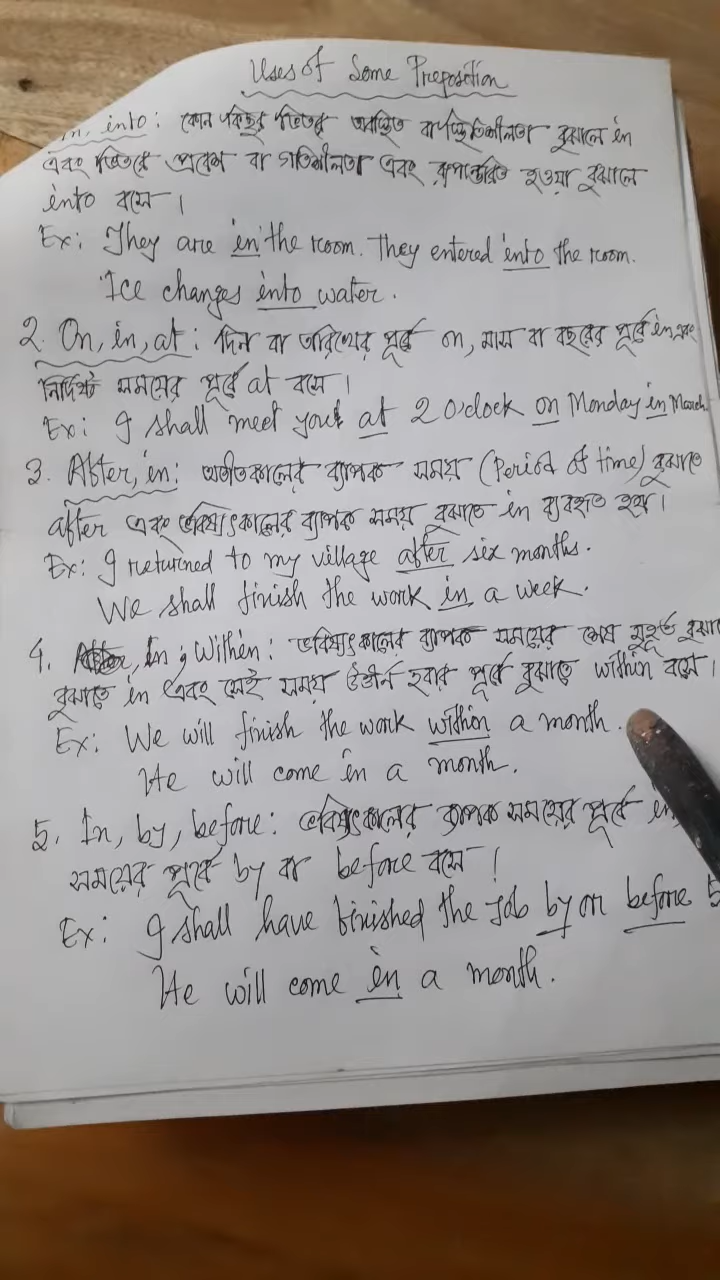 Uses of Some Preposition
in, into: কোন কিছুর ভিতর অবস্থিত বা স্থিতিশীলতা বুঝালে in
এবং ভিতরে প্রবেশ বা গতিশীলতা এবং রূপান্তরিত হওয়া বুঝালে
into বসে।
Ex: They are in the room. They entered into the room.
Ice changes into water.
2. On, in, at: দিন বা তারিখের পূর্বে on, মাস বা বছরের পূর্বে in এবং
নির্দিষ্ট সময়ের পূর্বে at বসে।
Ex: I shall meet you at 2 O'clock on Monday in March
3. After, in: অতীতকালের ব্যাপক সময় (Period of time) বুঝাতে
after এবং ভবিষ্যৎকালের ব্যাপক সময় বুঝাতে in ব্যবহৃত হয়।
Ex: I returned to my village after six months.
We shall finish the work in a week.
4. In; Within: ভবিষ্যৎকালের ব্যাপক সময়ের শেষ মুহূর্ত
বুঝাতে in এবং সেই সময় উত্তীর্ন হবার পূর্বে বুঝাতে within বসে।
Ex: We will finish the work within a month.
He will come in a month.
5. In, by, before: ভবিষ্যৎকালের ব্যাপক সময়ের পূর্বে in
সময়ের পূর্বে by বা before বসে।
Ex: I shall have finished the job by or before 5
He will come in a month.